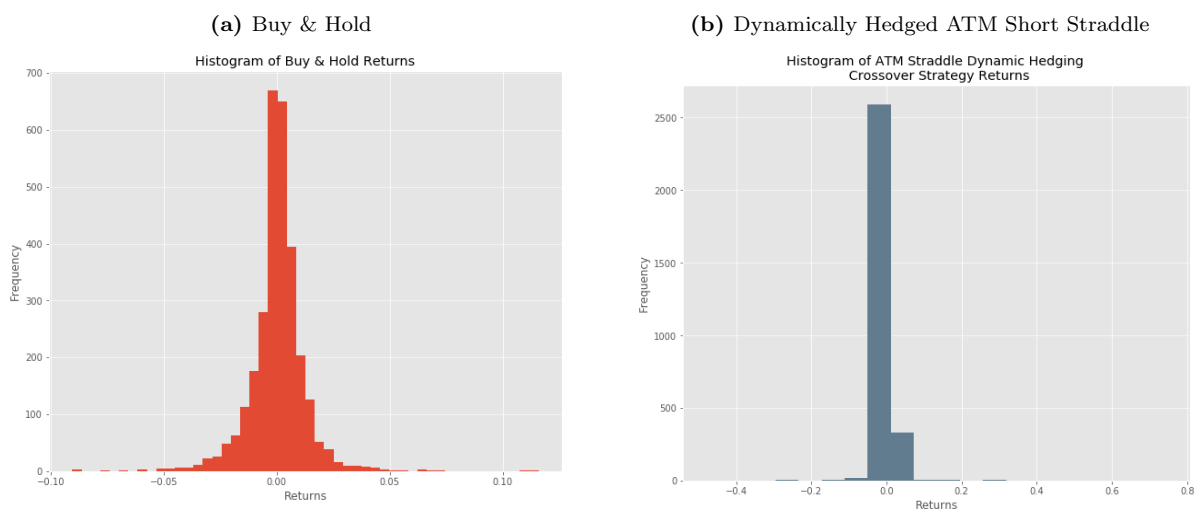 (a) Buy & Hold
Histogram of Buy & Hold Returns
Frequency
700
600
500
400
300
200
100
0
−0.10 −0.05 0.00 0.05 0.10
Returns
(b) Dynamically Hedged ATM Short Straddle
Histogram of ATM Straddle Dynamic Hedging
Crossover Strategy Returns
Frequency
2500
2000
1500
1000
500
0
−0.4 −0.2 0.0 0.2 0.4 0.6 0.8
Returns